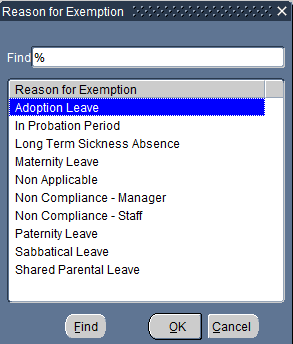 Reason for Exemption
Find %
Reason for Exemption
Adoption Leave
In Probation Period
Long Term Sickness Absence
Maternity Leave
Non Applicable
Non Compliance - Manager
Non Compliance - Staff
Paternity Leave
Sabbatical Leave
Shared Parental Leave
Find OK Cancel